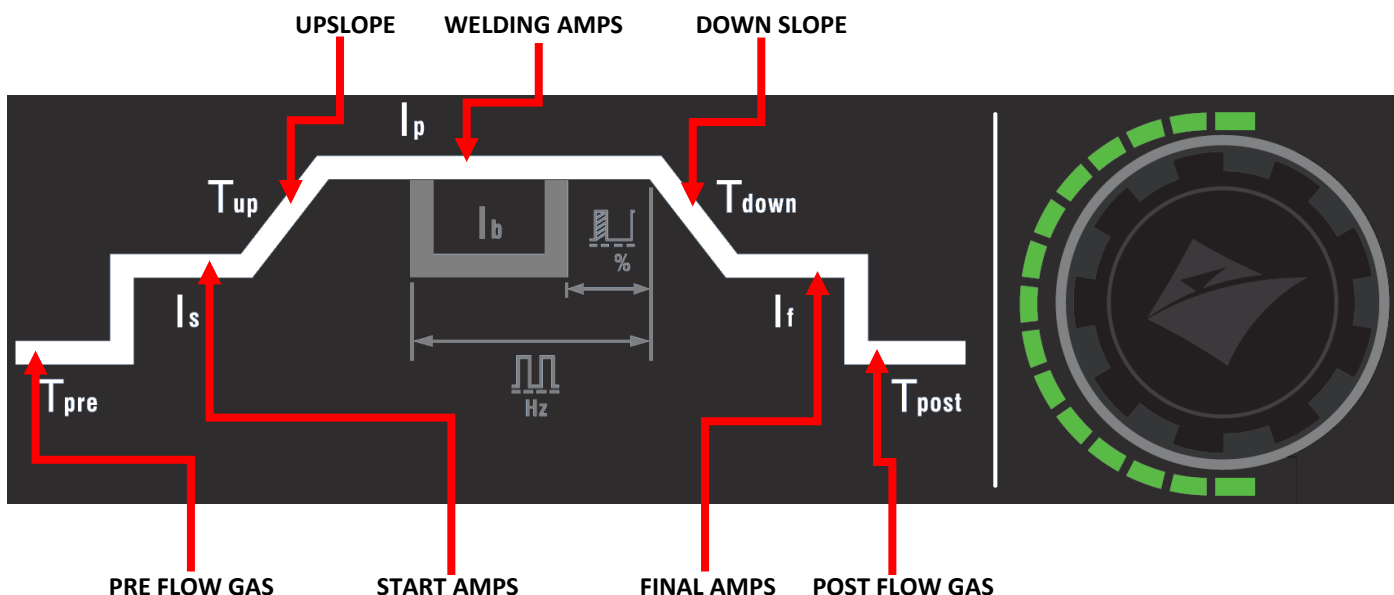 UPSLOPE WELDING AMPS DOWN SLOPE
Ip
Tup
Tdown
Ib
%
Is
If
Hz
Tpre
Tpost
PRE FLOW GAS START AMPS FINAL AMPS POST FLOW GAS